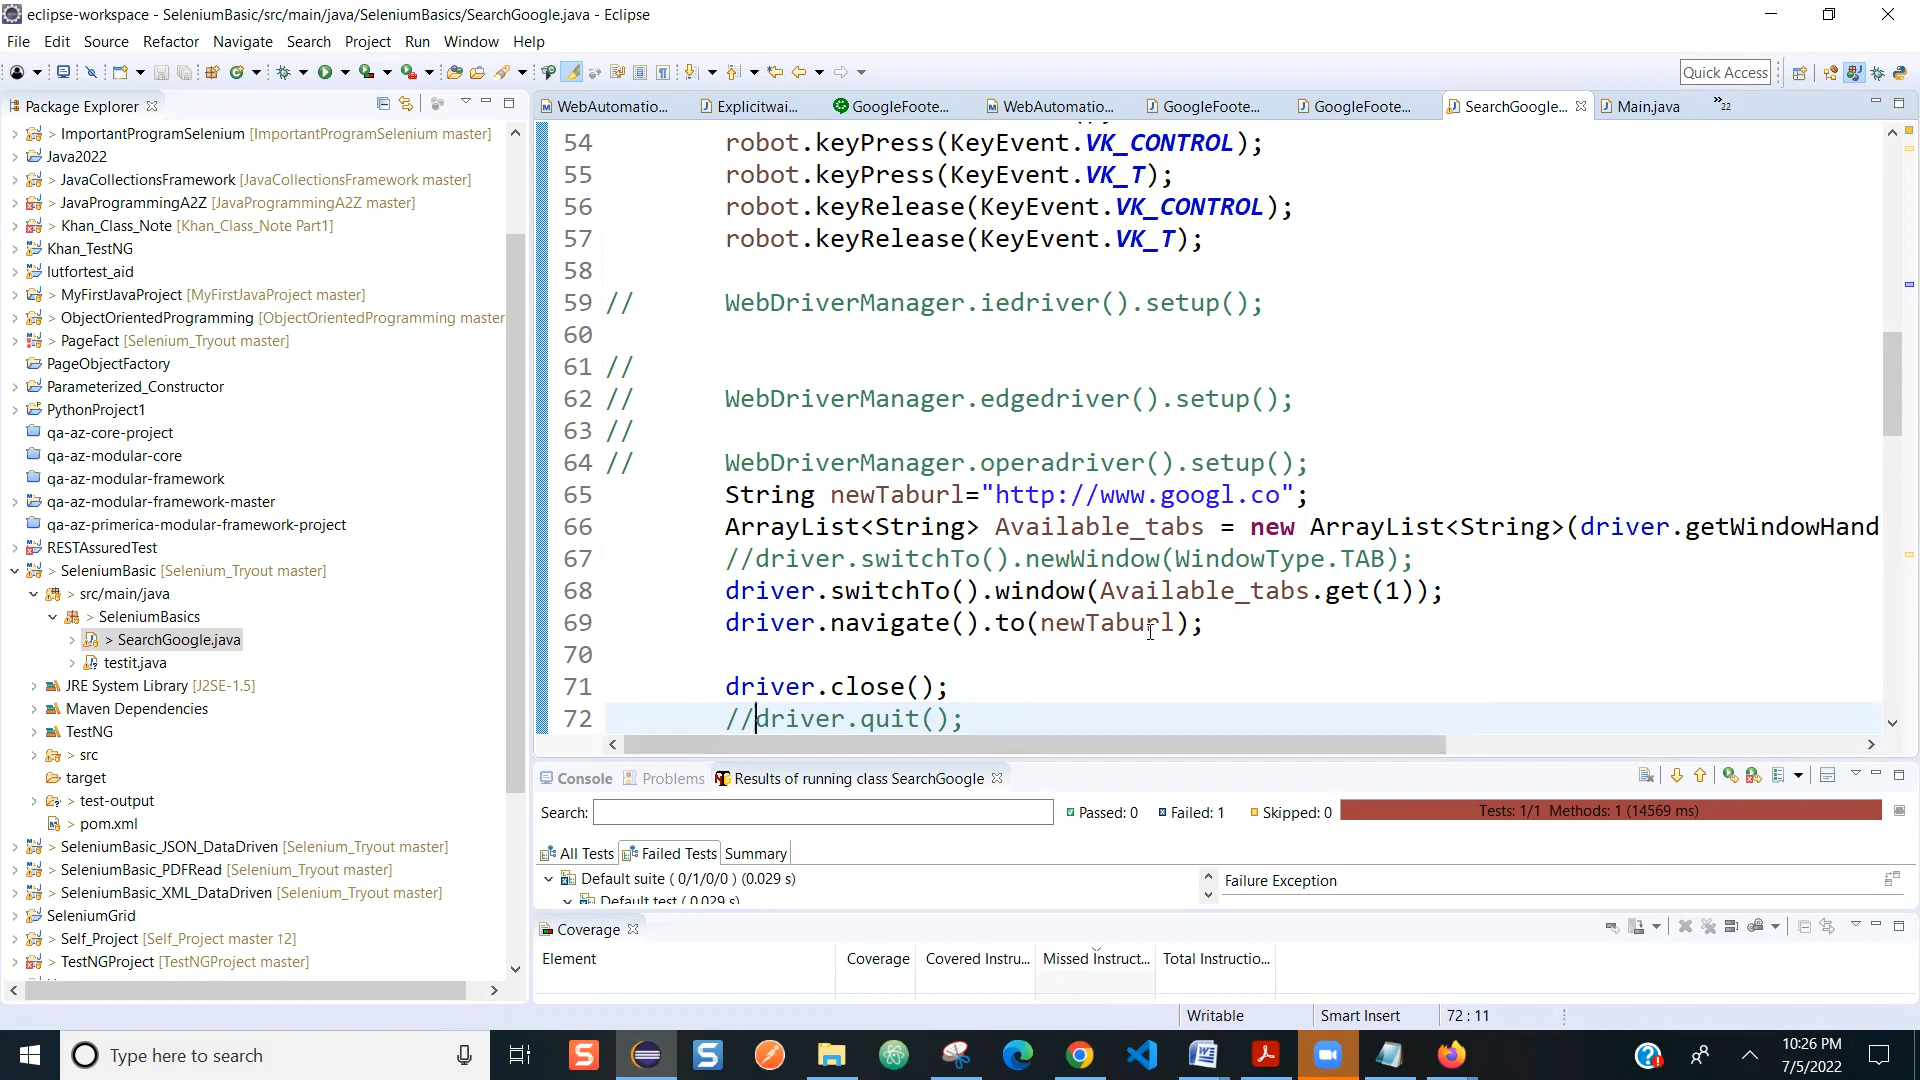 eclipse-workspace - SeleniumBasic/src/main/java/SeleniumBasics/SearchGoogle.java - Eclipse
File Edit Source Refactor Navigate Search Project Run Window Help
Quick Access
Package Explorer
WebAutomatio...
Explicitwai...
GoogleFoote...
WebAutomatio...
GoogleFoote...
GoogleFoote...
SearchGoogle...
Main.java
»22
> ImportantProgramSelenium [ImportantProgramSelenium master]
Java2022
> JavaCollectionsFramework [JavaCollectionsFramework master]
> JavaProgrammingA2Z [JavaProgrammingA2Z master]
> Khan_Class_Note [Khan_Class_Note Part1]
Khan_TestNG
lutfortest_aid
> MyFirstJavaProject [MyFirstJavaProject master]
> ObjectOrientedProgramming [ObjectOrientedProgramming master
> PageFact [Selenium_Tryout master]
PageObjectFactory
Parameterized_Constructor
PythonProject1
qa-az-core-project
qa-az-modular-core
qa-az-modular-framework
qa-az-modular-framework-master
qa-az-primerica-modular-framework-project
RESTAssuredTest
> SeleniumBasic [Selenium_Tryout master]
> src/main/java
> SeleniumBasics
> SearchGoogle.java
testit.java
JRE System Library [J2SE-1.5]
Maven Dependencies
TestNG
> src
target
> test-output
> pom.xml
> SeleniumBasic_JSON_DataDriven [Selenium_Tryout master]
> SeleniumBasic_PDFRead [Selenium_Tryout master]
> SeleniumBasic_XML_DataDriven [Selenium_Tryout master]
SeleniumGrid
> Self_Project [Self_Project master ↑2]
> TestNGProject [TestNGProject master]
54 robot.keyPress(KeyEvent.VK_CONTROL);
55 robot.keyPress(KeyEvent.VK_T);
56 robot.keyRelease(KeyEvent.VK_CONTROL);
57 robot.keyRelease(KeyEvent.VK_T);
58
59 // WebDriverManager.iedriver().setup();
60
61 //
62 // WebDriverManager.edgedriver().setup();
63 //
64 // WebDriverManager.operadriver().setup();
65 String newTaburl="http://www.googl.co";
66 ArrayList<String> Available_tabs = new ArrayList<String>(driver.getWindowHand
67 //driver.switchTo().newWindow(WindowType.TAB);
68 driver.switchTo().window(Available_tabs.get(1));
69 driver.navigate().to(newTaburl);
70
71 driver.close();
72 //driver.quit();
Console Problems Results of running class SearchGoogle
Search: Passed: 0 Failed: 1 Skipped: 0 Tests: 1/1 Methods: 1 (14569 ms)
All Tests Failed Tests Summary
Default suite ( 0/1/0/0 ) (0.029 s)
Default test ( 0.029 s)
Failure Exception
Coverage
Element Coverage Covered Instru... Missed Instruct... Total Instructio...
Writable Smart Insert 72 : 11
Type here to search
10:26 PM
7/5/2022